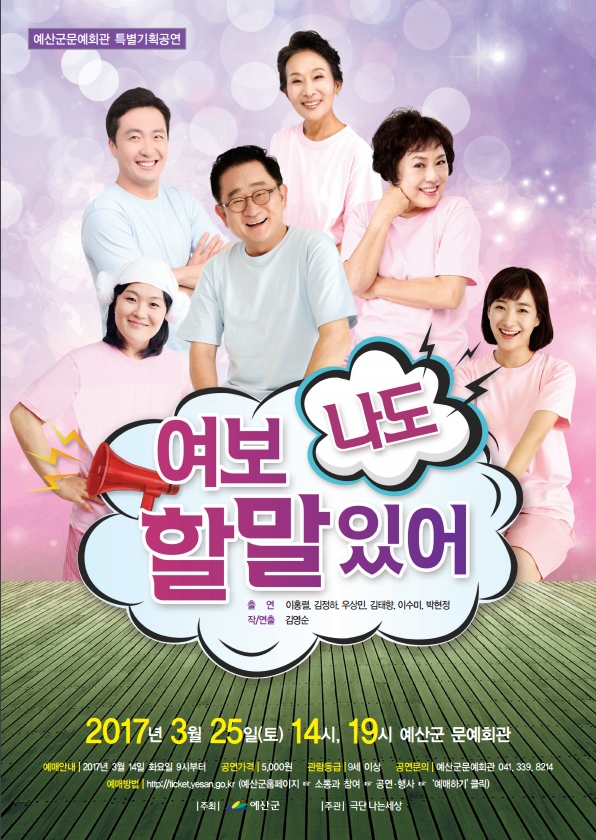 예산군문예회관 특별기획공연
여보 나도
할말 있어
출 연 이홍렬, 김정하, 우상민, 김태향, 이수미, 박현정
작/연출 김영순
2017년 3월 25일(토) 14시, 19시 예산군 문예회관
예매안내 | 2017년 3월 14일 화요일 9시부터 공연가격 | 5,000원 관람등급 | 9세 이상 공연문의 | 예산군문예회관 041. 339. 8214
예매방법 | http://ticket.yesan.go.kr (예산군홈페이지 ☞ 소통과 참여 ☞ 공연·행사 ☞ '예매하기' 클릭)
| 주최 | 예산군 | 주관 | 극단 나는세상